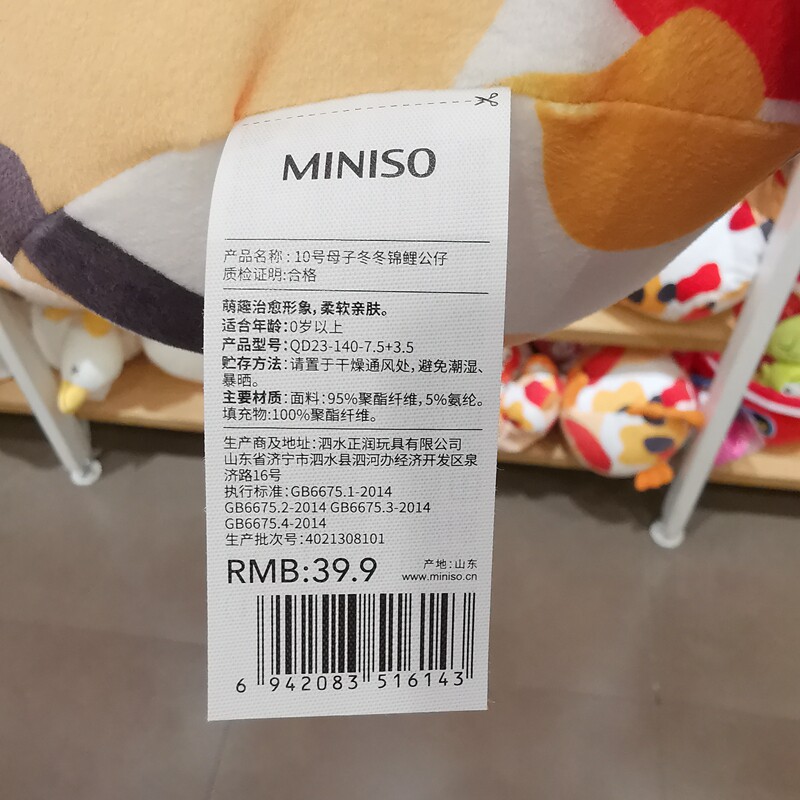 MINISO
产品名称：10号母子冬冬锦鲤公仔
质检证明:合格
萌趣治愈形象，柔软亲肤。
适合年龄:0岁以上
产品型号:QD23-140-7.5+3.5
贮存方法:请置于干燥通风处，避免潮湿、
暴晒。
主要材质:面料:95%聚酯纤维，5%氨纶。
填充物:100%聚酯纤维。
生产商及地址:泗水正润玩具有限公司
山东省济宁市泗水县泗河办经济开发区泉
济路16号
执行标准:GB6675.1-2014
GB6675.2-2014 GB6675.3-2014
GB6675.4-2014
生产批次号:4021308101
RMB:39.9
产地:山东
www.miniso.cn
6 942083 516143